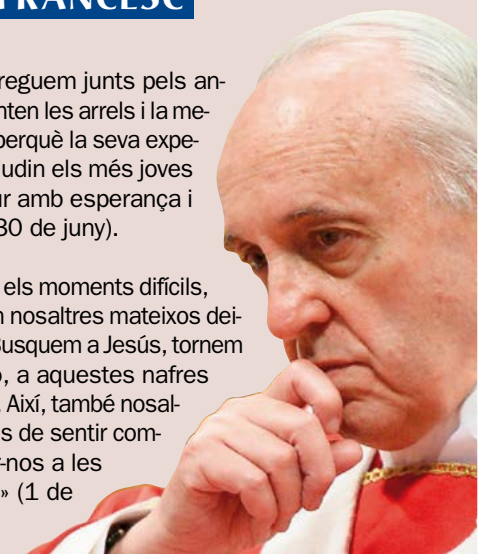 FRANCESC
reguem junts pels an-
nten les arrels i la me-
perquè la seva expe-
udin els més joves
ur amb esperança i
30 de juny).
els moments difícils,
n nosaltres mateixos dei-
Busquem a Jesús, tornem
, a aquestes nafres
. Així, també nosal-
s de sentir com-
r-nos a les
» (1 de